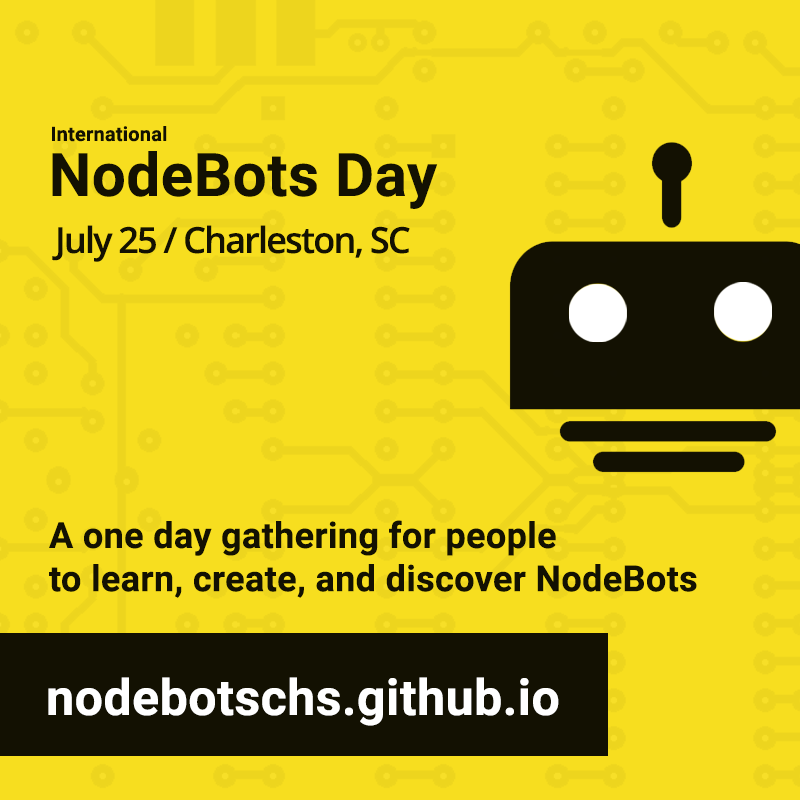 International
NodeBots Day
July 25 / Charleston, SC
A one day gathering for people
to learn, create, and discover NodeBots
nodebotschs.github.io